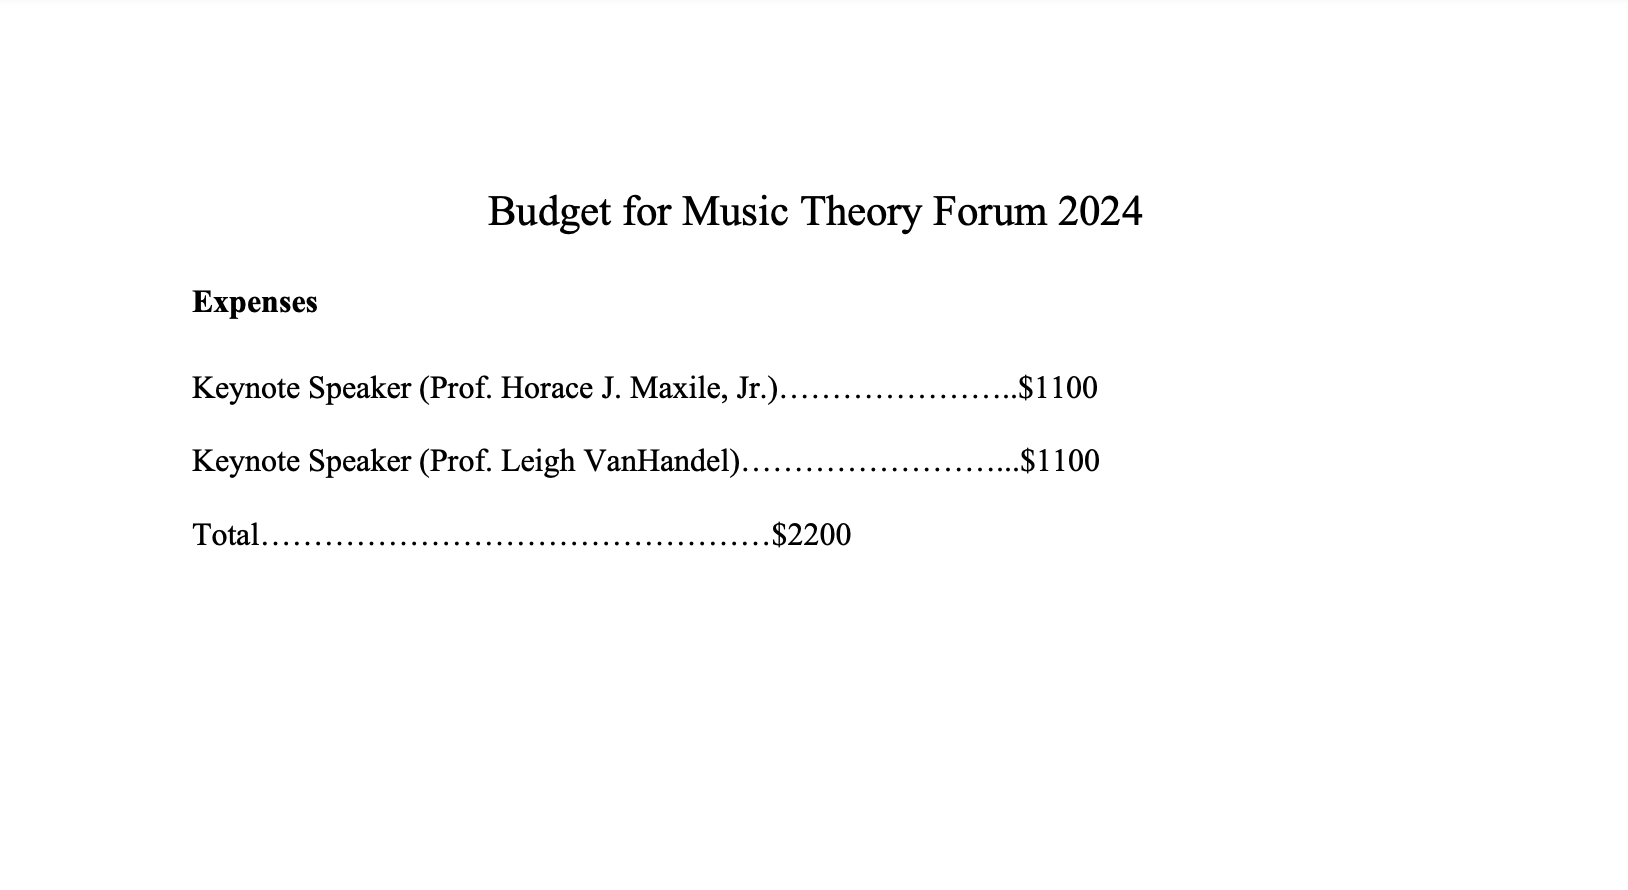 Budget for Music Theory Forum 2024
Expenses
Keynote Speaker (Prof. Horace J. Maxile, Jr.)…………………..$1100
Keynote Speaker (Prof. Leigh VanHandel)……………………...$1100
Total…………………………………………$2200